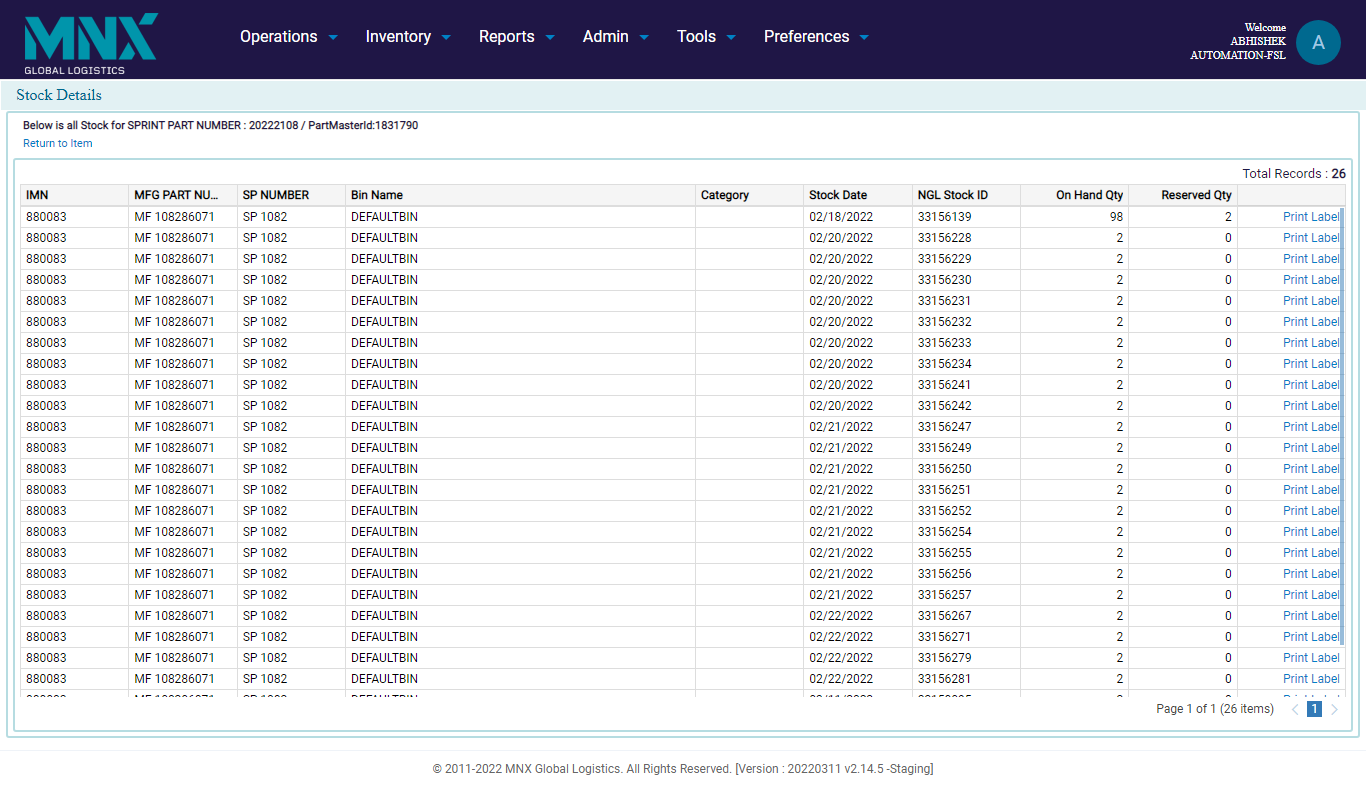 MNX
GLOBAL LOGISTICS
Operations Inventory Reports Admin Tools Preferences
Welcome
ABHISHEK
AUTOMATION-FSL
A
Stock Details
Below is all Stock for SPRINT PART NUMBER : 20222108 / PartMasterId:1831790
Return to Item
Total Records : 26
IMN MFG PART NU... SP NUMBER Bin Name Category Stock Date NGL Stock ID On Hand Qty Reserved Qty
880083 MF 108286071 SP 1082 DEFAULTBIN 02/18/2022 33156139 98 2 Print Label
880083 MF 108286071 SP 1082 DEFAULTBIN 02/20/2022 33156228 2 0 Print Label
880083 MF 108286071 SP 1082 DEFAULTBIN 02/20/2022 33156229 2 0 Print Label
880083 MF 108286071 SP 1082 DEFAULTBIN 02/20/2022 33156230 2 0 Print Label
880083 MF 108286071 SP 1082 DEFAULTBIN 02/20/2022 33156231 2 0 Print Label
880083 MF 108286071 SP 1082 DEFAULTBIN 02/20/2022 33156232 2 0 Print Label
880083 MF 108286071 SP 1082 DEFAULTBIN 02/20/2022 33156233 2 0 Print Label
880083 MF 108286071 SP 1082 DEFAULTBIN 02/20/2022 33156234 2 0 Print Label
880083 MF 108286071 SP 1082 DEFAULTBIN 02/20/2022 33156241 2 0 Print Label
880083 MF 108286071 SP 1082 DEFAULTBIN 02/20/2022 33156242 2 0 Print Label
880083 MF 108286071 SP 1082 DEFAULTBIN 02/21/2022 33156247 2 0 Print Label
880083 MF 108286071 SP 1082 DEFAULTBIN 02/21/2022 33156249 2 0 Print Label
880083 MF 108286071 SP 1082 DEFAULTBIN 02/21/2022 33156250 2 0 Print Label
880083 MF 108286071 SP 1082 DEFAULTBIN 02/21/2022 33156251 2 0 Print Label
880083 MF 108286071 SP 1082 DEFAULTBIN 02/21/2022 33156252 2 0 Print Label
880083 MF 108286071 SP 1082 DEFAULTBIN 02/21/2022 33156254 2 0 Print Label
880083 MF 108286071 SP 1082 DEFAULTBIN 02/21/2022 33156255 2 0 Print Label
880083 MF 108286071 SP 1082 DEFAULTBIN 02/21/2022 33156256 2 0 Print Label
880083 MF 108286071 SP 1082 DEFAULTBIN 02/21/2022 33156257 2 0 Print Label
880083 MF 108286071 SP 1082 DEFAULTBIN 02/22/2022 33156267 2 0 Print Label
880083 MF 108286071 SP 1082 DEFAULTBIN 02/22/2022 33156271 2 0 Print Label
880083 MF 108286071 SP 1082 DEFAULTBIN 02/22/2022 33156279 2 0 Print Label
880083 MF 108286071 SP 1082 DEFAULTBIN 02/22/2022 33156281 2 0 Print Label
Page 1 of 1 (26 items) 1
© 2011-2022 MNX Global Logistics. All Rights Reserved. [Version : 20220311 v2.14.5 -Staging]